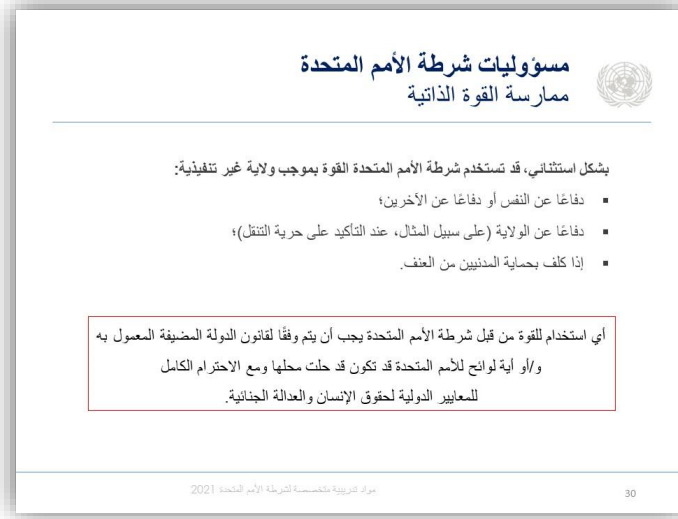 مسؤوليات شرطة الأمم المتحدة
ممارسة القوة الذاتية
بشكل استثنائي، قد تستخدم شرطة الأمم المتحدة القوة بموجب ولاية غير تنفيذية:
▪ دفاعًا عن النفس أو دفاعًا عن الآخرين؛
▪ دفاعًا عن الولاية (على سبيل المثال، عند التأكيد على حرية التنقل)؛
▪ إذا كلف بحماية المدنيين من العنف.
أي استخدام للقوة من قبل شرطة الأمم المتحدة يجب أن يتم وفقًا لقانون الدولة المضيفة المعمول به
و/أو أية لوائح للأمم المتحدة قد تكون قد حلت محلها ومع الاحترام الكامل
للمعايير الدولية لحقوق الإنسان والعدالة الجنائية.
مواد تدريبية متخصصة لشرطة الأمم المتحدة 2021
30